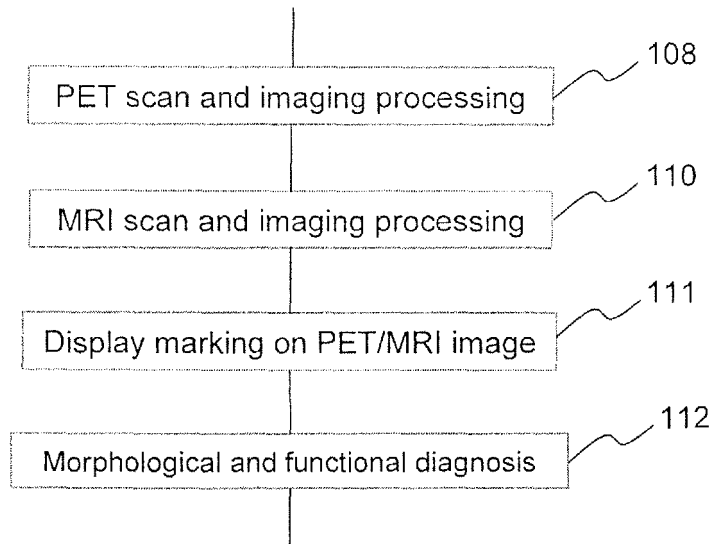 108
PET scan and imaging processing
110
MRI scan and imaging processing
111
Display marking on PET/MRI image
112
Morphological and functional diagnosis